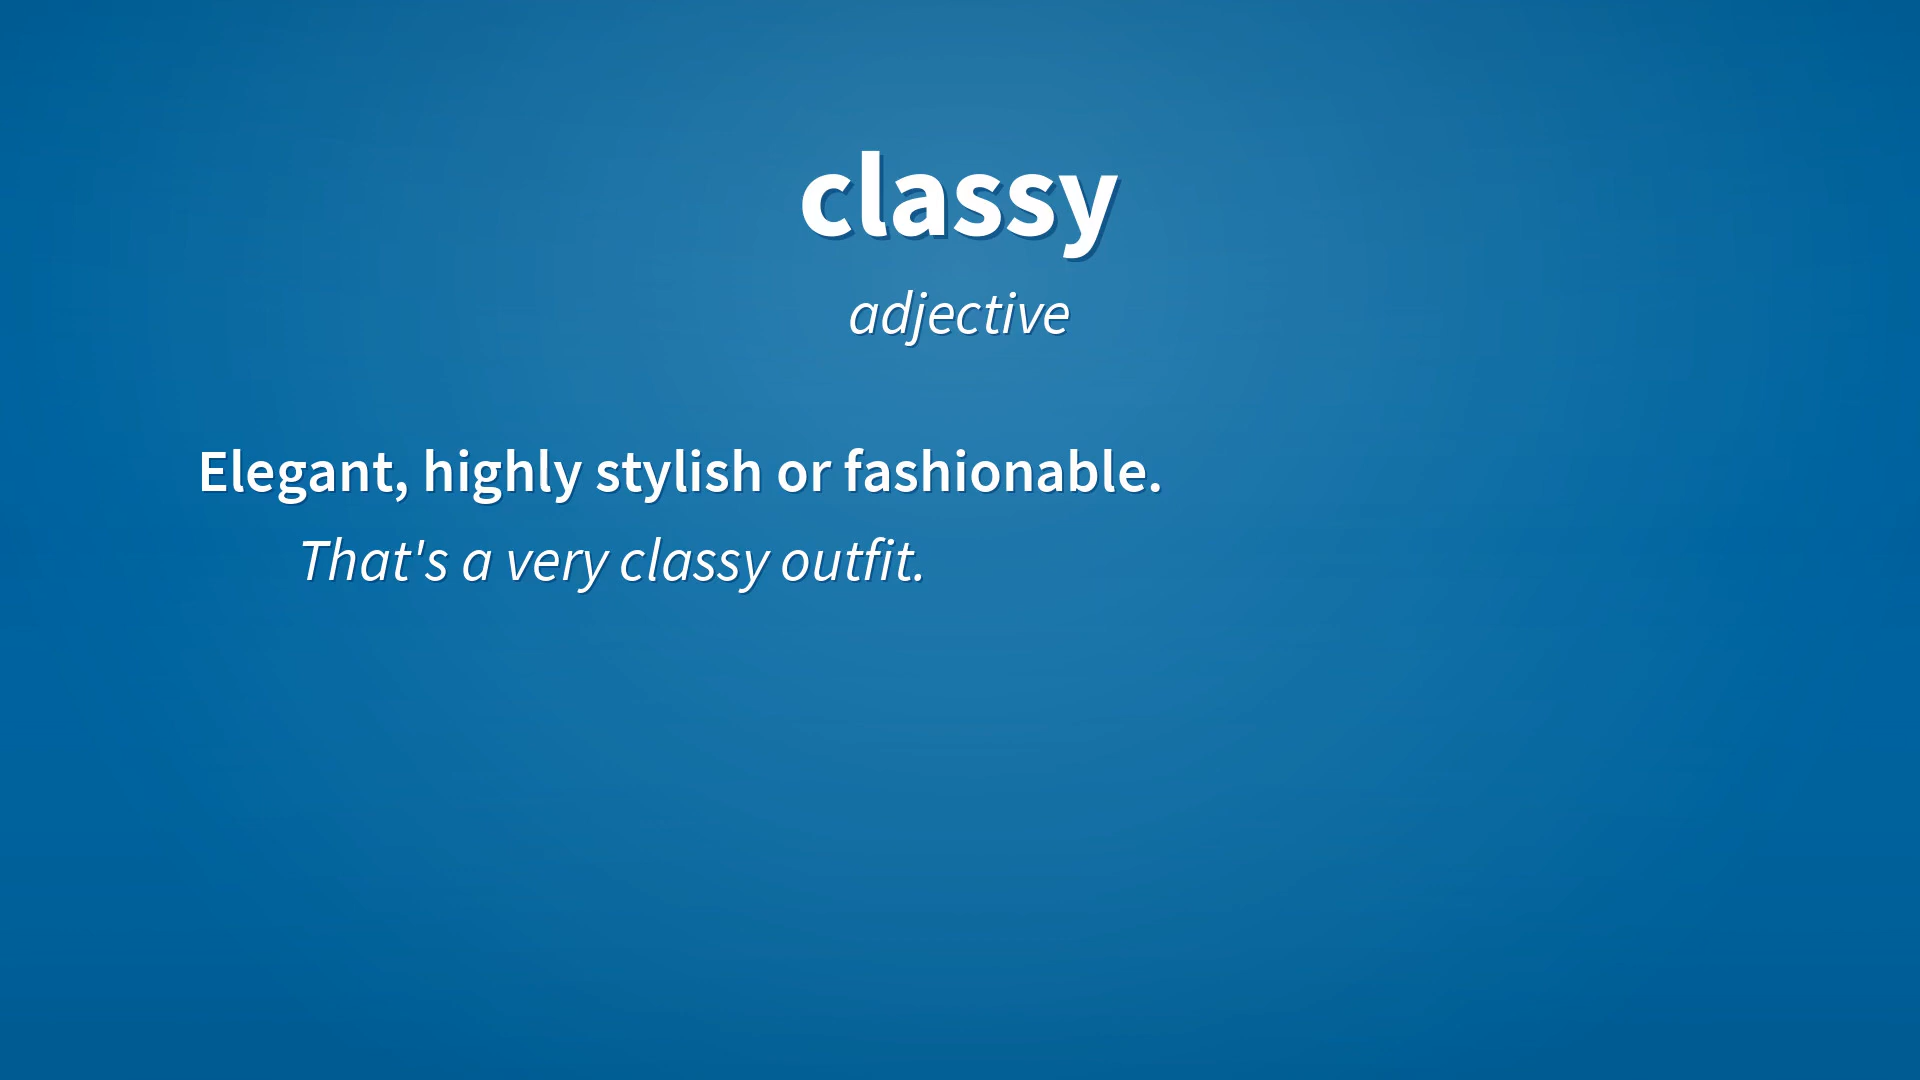 classy
adjective
Elegant, highly stylish or fashionable.
That's a very classy outfit.